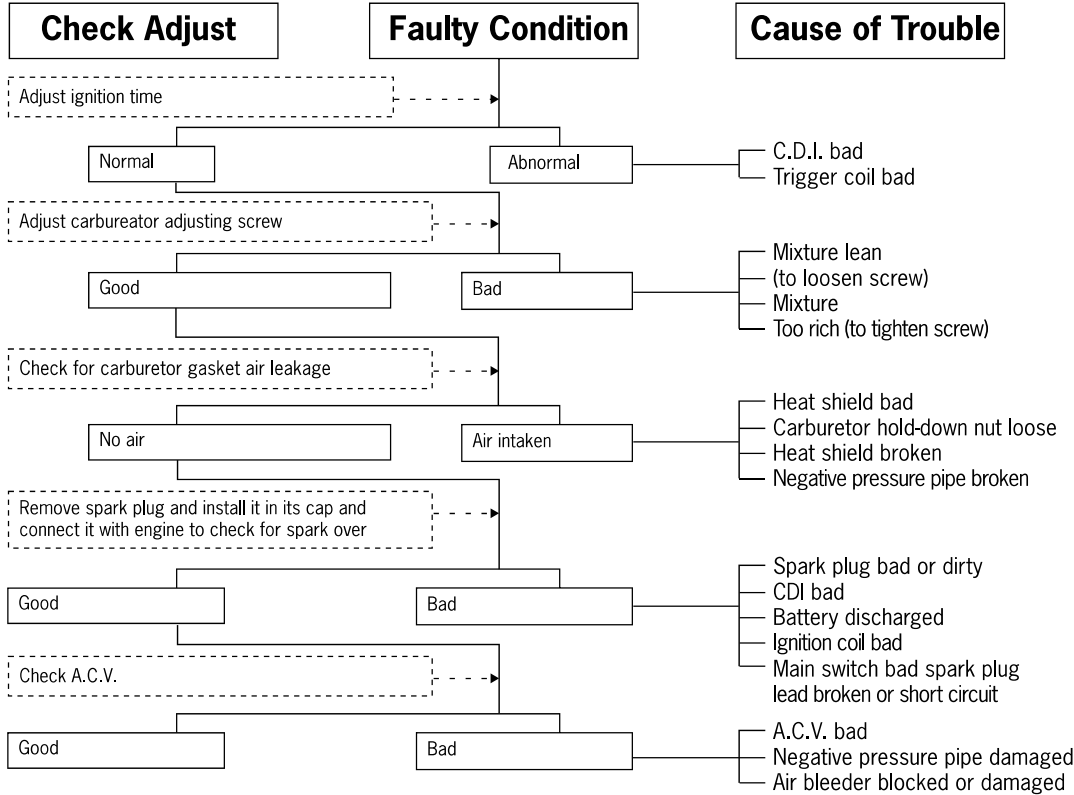 Check Adjust
Faulty Condition
Cause of Trouble
Adjust ignition time
Normal
Abnormal
C.D.I. bad
Trigger coil bad
Adjust carbureator adjusting screw
Good
Bad
Mixture lean
(to loosen screw)
Mixture
Too rich (to tighten screw)
Check for carburetor gasket air leakage
No air
Air intaken
Heat shield bad
Carburetor hold-down nut loose
Heat shield broken
Negative pressure pipe broken
Remove spark plug and install it in its cap and
connect it with engine to check for spark over
Good
Bad
Spark plug bad or dirty
CDI bad
Battery discharged
Ignition coil bad
Main switch bad spark plug
lead broken or short circuit
Check A.C.V.
Good
Bad
A.C.V. bad
Negative pressure pipe damaged
Air bleeder blocked or damaged